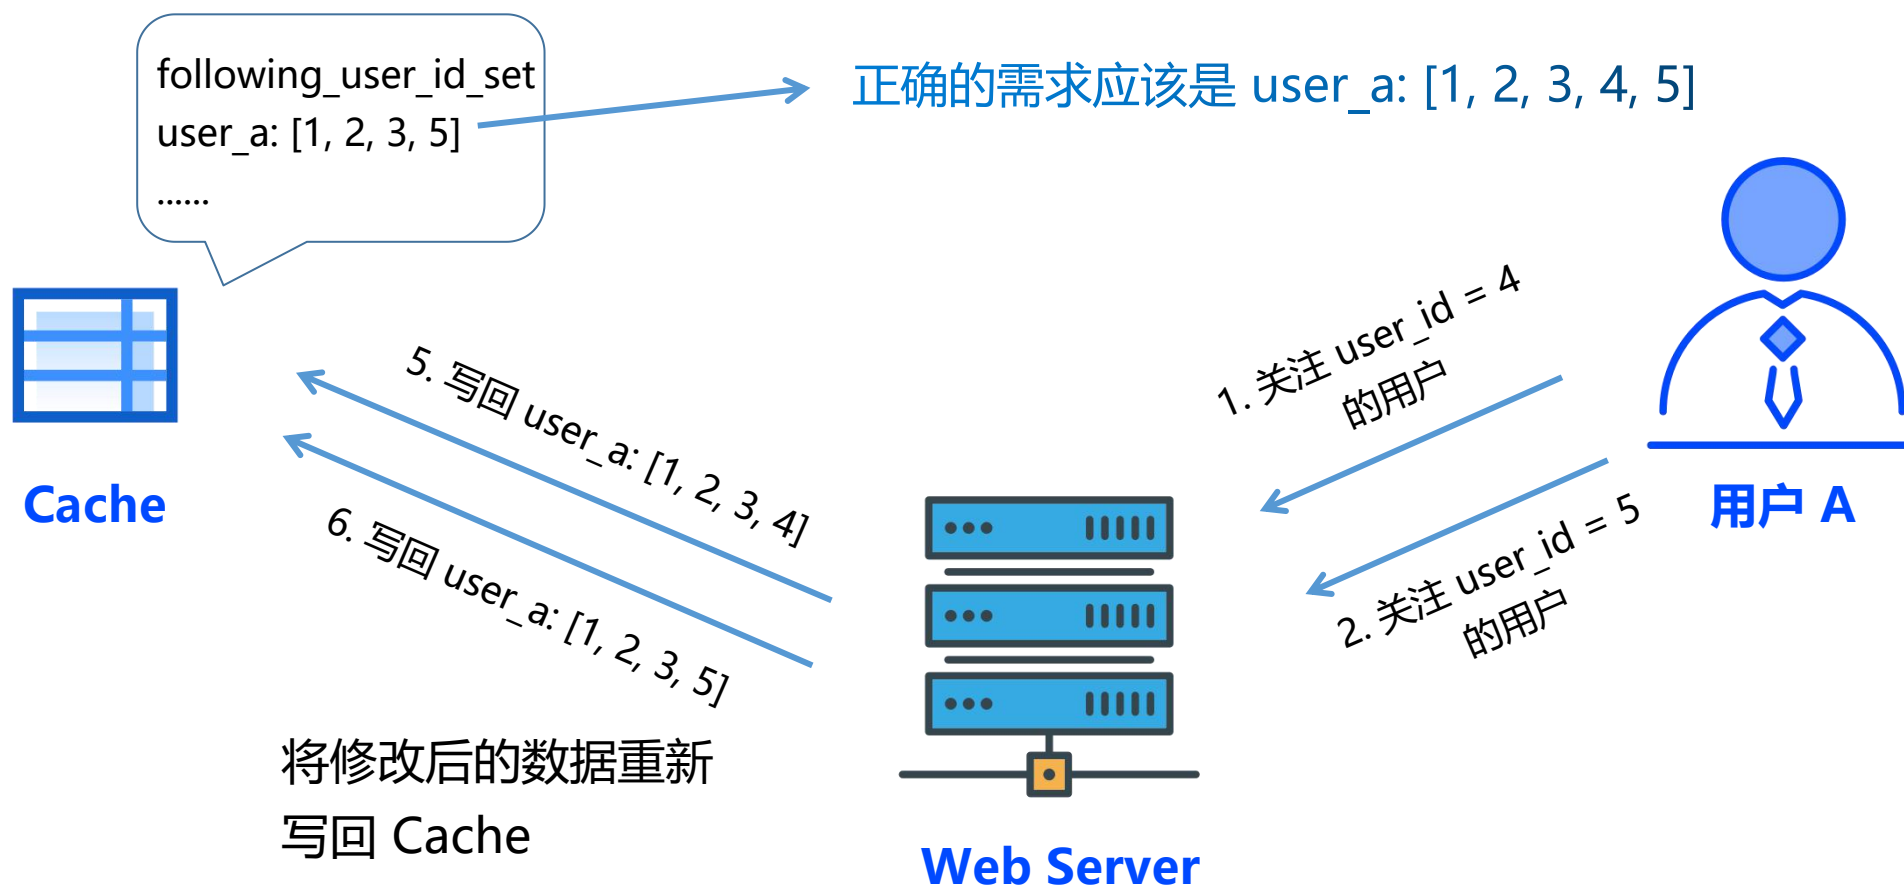 following_user_id_set
user_a: [1, 2, 3, 5]
......
正确的需求应该是 user_a: [1, 2, 3, 4, 5]
1. 关注 user_id = 4
的用户
2. 关注 user_id = 5
的用户
5. 写回 user_a: [1, 2, 3, 4]
6. 写回 user_a: [1, 2, 3, 5]
Cache
用户 A
将修改后的数据重新
写回 Cache
Web Server